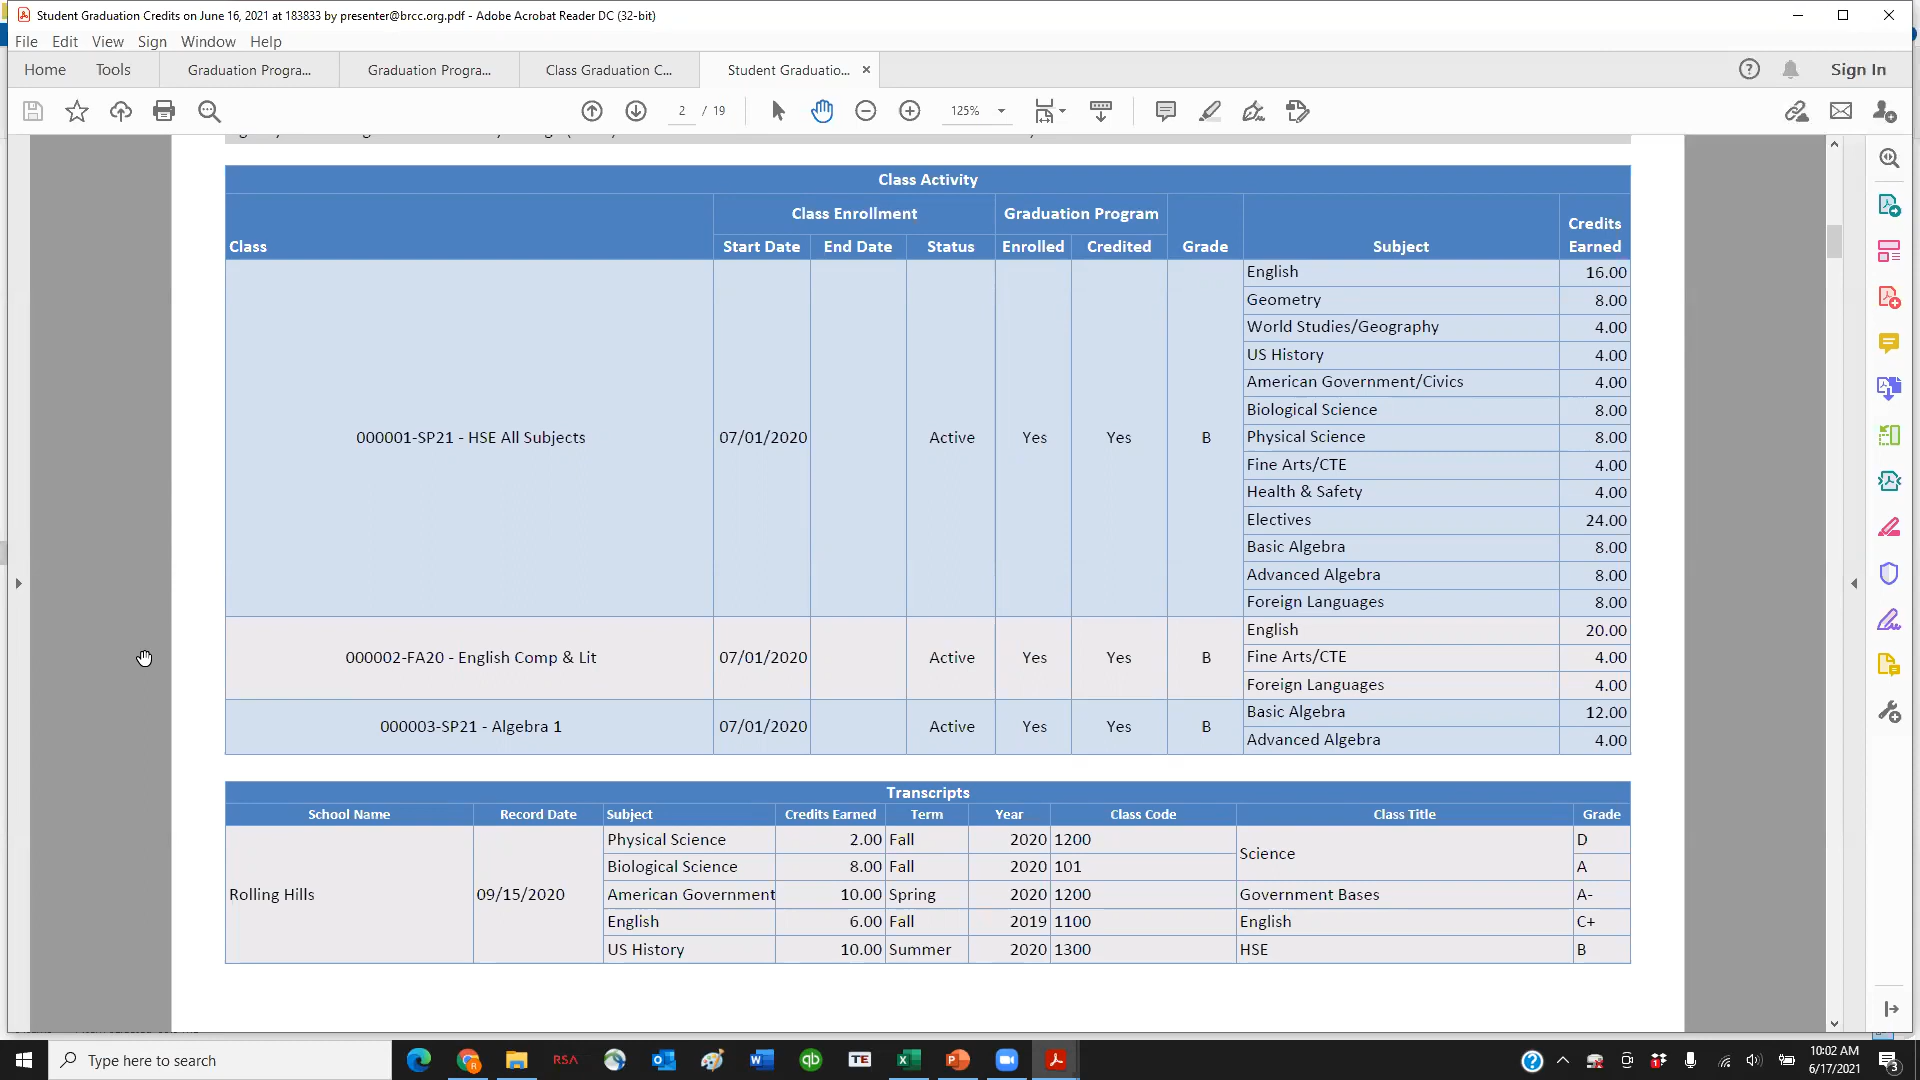 Student Graduation Credits on June 16, 2021 at 183833 by presenter@brcc.org.pdf - Adobe Acrobat Reader DC (32-bit)
File Edit View Sign Window Help
Home Tools Graduation Progra... Graduation Progra... Class Graduation C... Student Graduatio... × Sign In
2 / 19 125%
Class Activity
Class Enrollment Graduation Program Credits
Class Start Date End Date Status Enrolled Credited Grade Subject Earned
English 16.00
Geometry 8.00
World Studies/Geography 4.00
US History 4.00
American Government/Civics 4.00
Biological Science 8.00
000001-SP21 - HSE All Subjects 07/01/2020 Active Yes Yes B Physical Science 8.00
Fine Arts/CTE 4.00
Health & Safety 4.00
Electives 24.00
Basic Algebra 8.00
Advanced Algebra 8.00
Foreign Languages 8.00
English 20.00
000002-FA20 - English Comp & Lit 07/01/2020 Active Yes Yes B Fine Arts/CTE 4.00
Foreign Languages 4.00
Basic Algebra 12.00
000003-SP21 - Algebra 1 07/01/2020 Active Yes Yes B
Advanced Algebra 4.00
Transcripts
School Name Record Date Subject Credits Earned Term Year Class Code Class Title Grade
Physical Science 2.00 Fall 2020 1200 Science D
Biological Science 8.00 Fall 2020 101 A
Rolling Hills 09/15/2020 American Government 10.00 Spring 2020 1200 Government Bases A-
English 6.00 Fall 2019 1100 English C+
US History 10.00 Summer 2020 1300 HSE B
Type here to search RSA TE 10:02 AM
6/17/2021 3